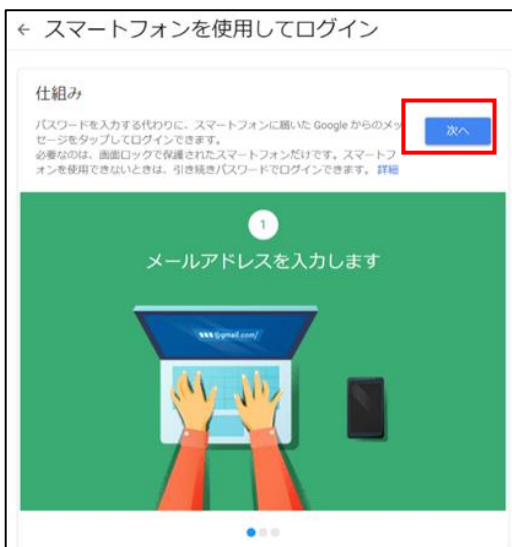 ← スマートフォンを使用してログイン
仕組み
パスワードを入力する代わりに、スマートフォンに届いた Google からのメッ
セージをタップしてログインできます。
必要なのは、画面ロックで保護されたスマートフォンだけです。スマートフ
ォンを使用できないときは、引き続きパスワードでログインできます。 詳細
次へ
1
メールアドレスを入力します
@gmail.com/